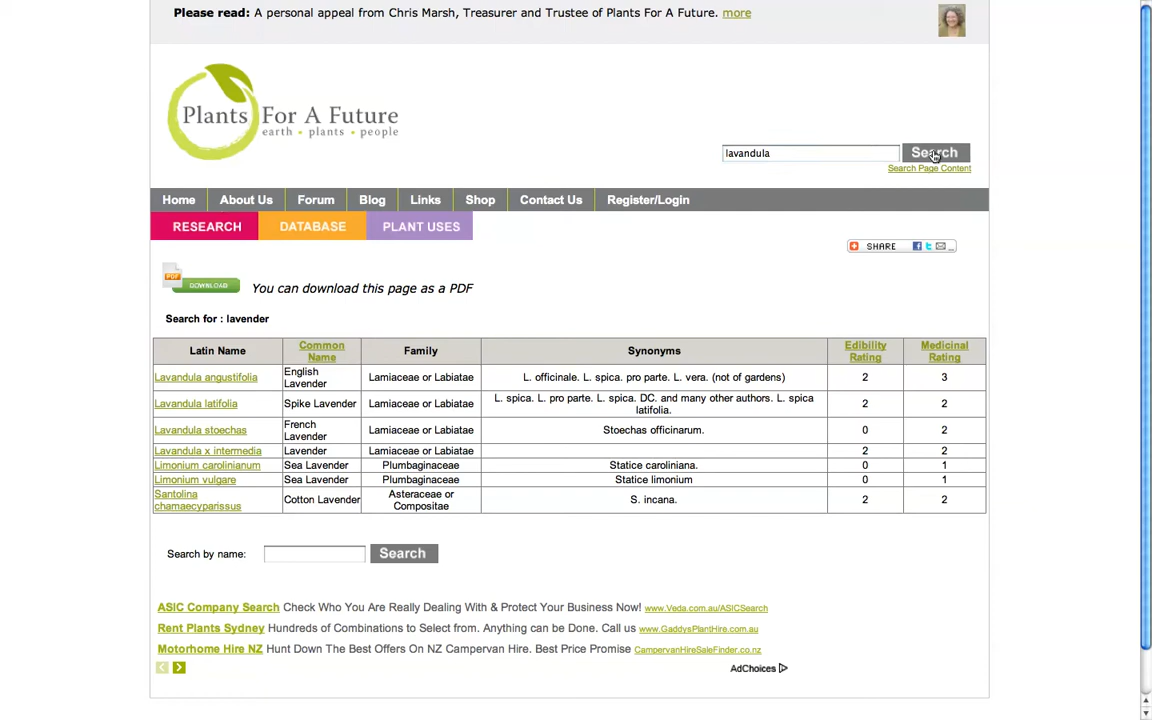 Please read: A personal appeal from Chris Marsh, Treasurer and Trustee of Plants For A Future. more
Plants For A Future
earth • plants • people
lavandula Search
Search Page Content
Home About Us Forum Blog Links Shop Contact Us Register/Login
RESEARCH DATABASE PLANT USES
SHARE
PDF DOWNLOAD You can download this page as a PDF
Search for : lavender
Latin Name Common Name Family Synonyms Edibility Rating Medicinal Rating
Lavandula angustifolia English Lavender Lamiaceae or Labiatae L. officinale. L. spica. pro parte. L. vera. (not of gardens) 2 3
Lavandula latifolia Spike Lavender Lamiaceae or Labiatae L. spica. L. pro parte. L. spica. DC. and many other authors. L. spica latifolia. 2 2
Lavandula stoechas French Lavender Lamiaceae or Labiatae Stoechas officinarum. 0 2
Lavandula x intermedia Lavender Lamiaceae or Labiatae 2 2
Limonium carolinianum Sea Lavender Plumbaginaceae Statice caroliniana. 0 1
Limonium vulgare Sea Lavender Plumbaginaceae Statice limonium 0 1
Santolina chamaecyparissus Cotton Lavender Asteraceae or Compositae S. incana. 2 2
Search by name: Search
ASIC Company Search Check Who You Are Really Dealing With & Protect Your Business Now! www.Veda.com.au/ASICSearch
Rent Plants Sydney Hundreds of Combinations to Select from. Anything can be Done. Call us www.GaddysPlantHire.com.au
Motorhome Hire NZ Hunt Down The Best Offers On NZ Campervan Hire. Best Price Promise CampervanHireSaleFinder.co.nz
AdChoices